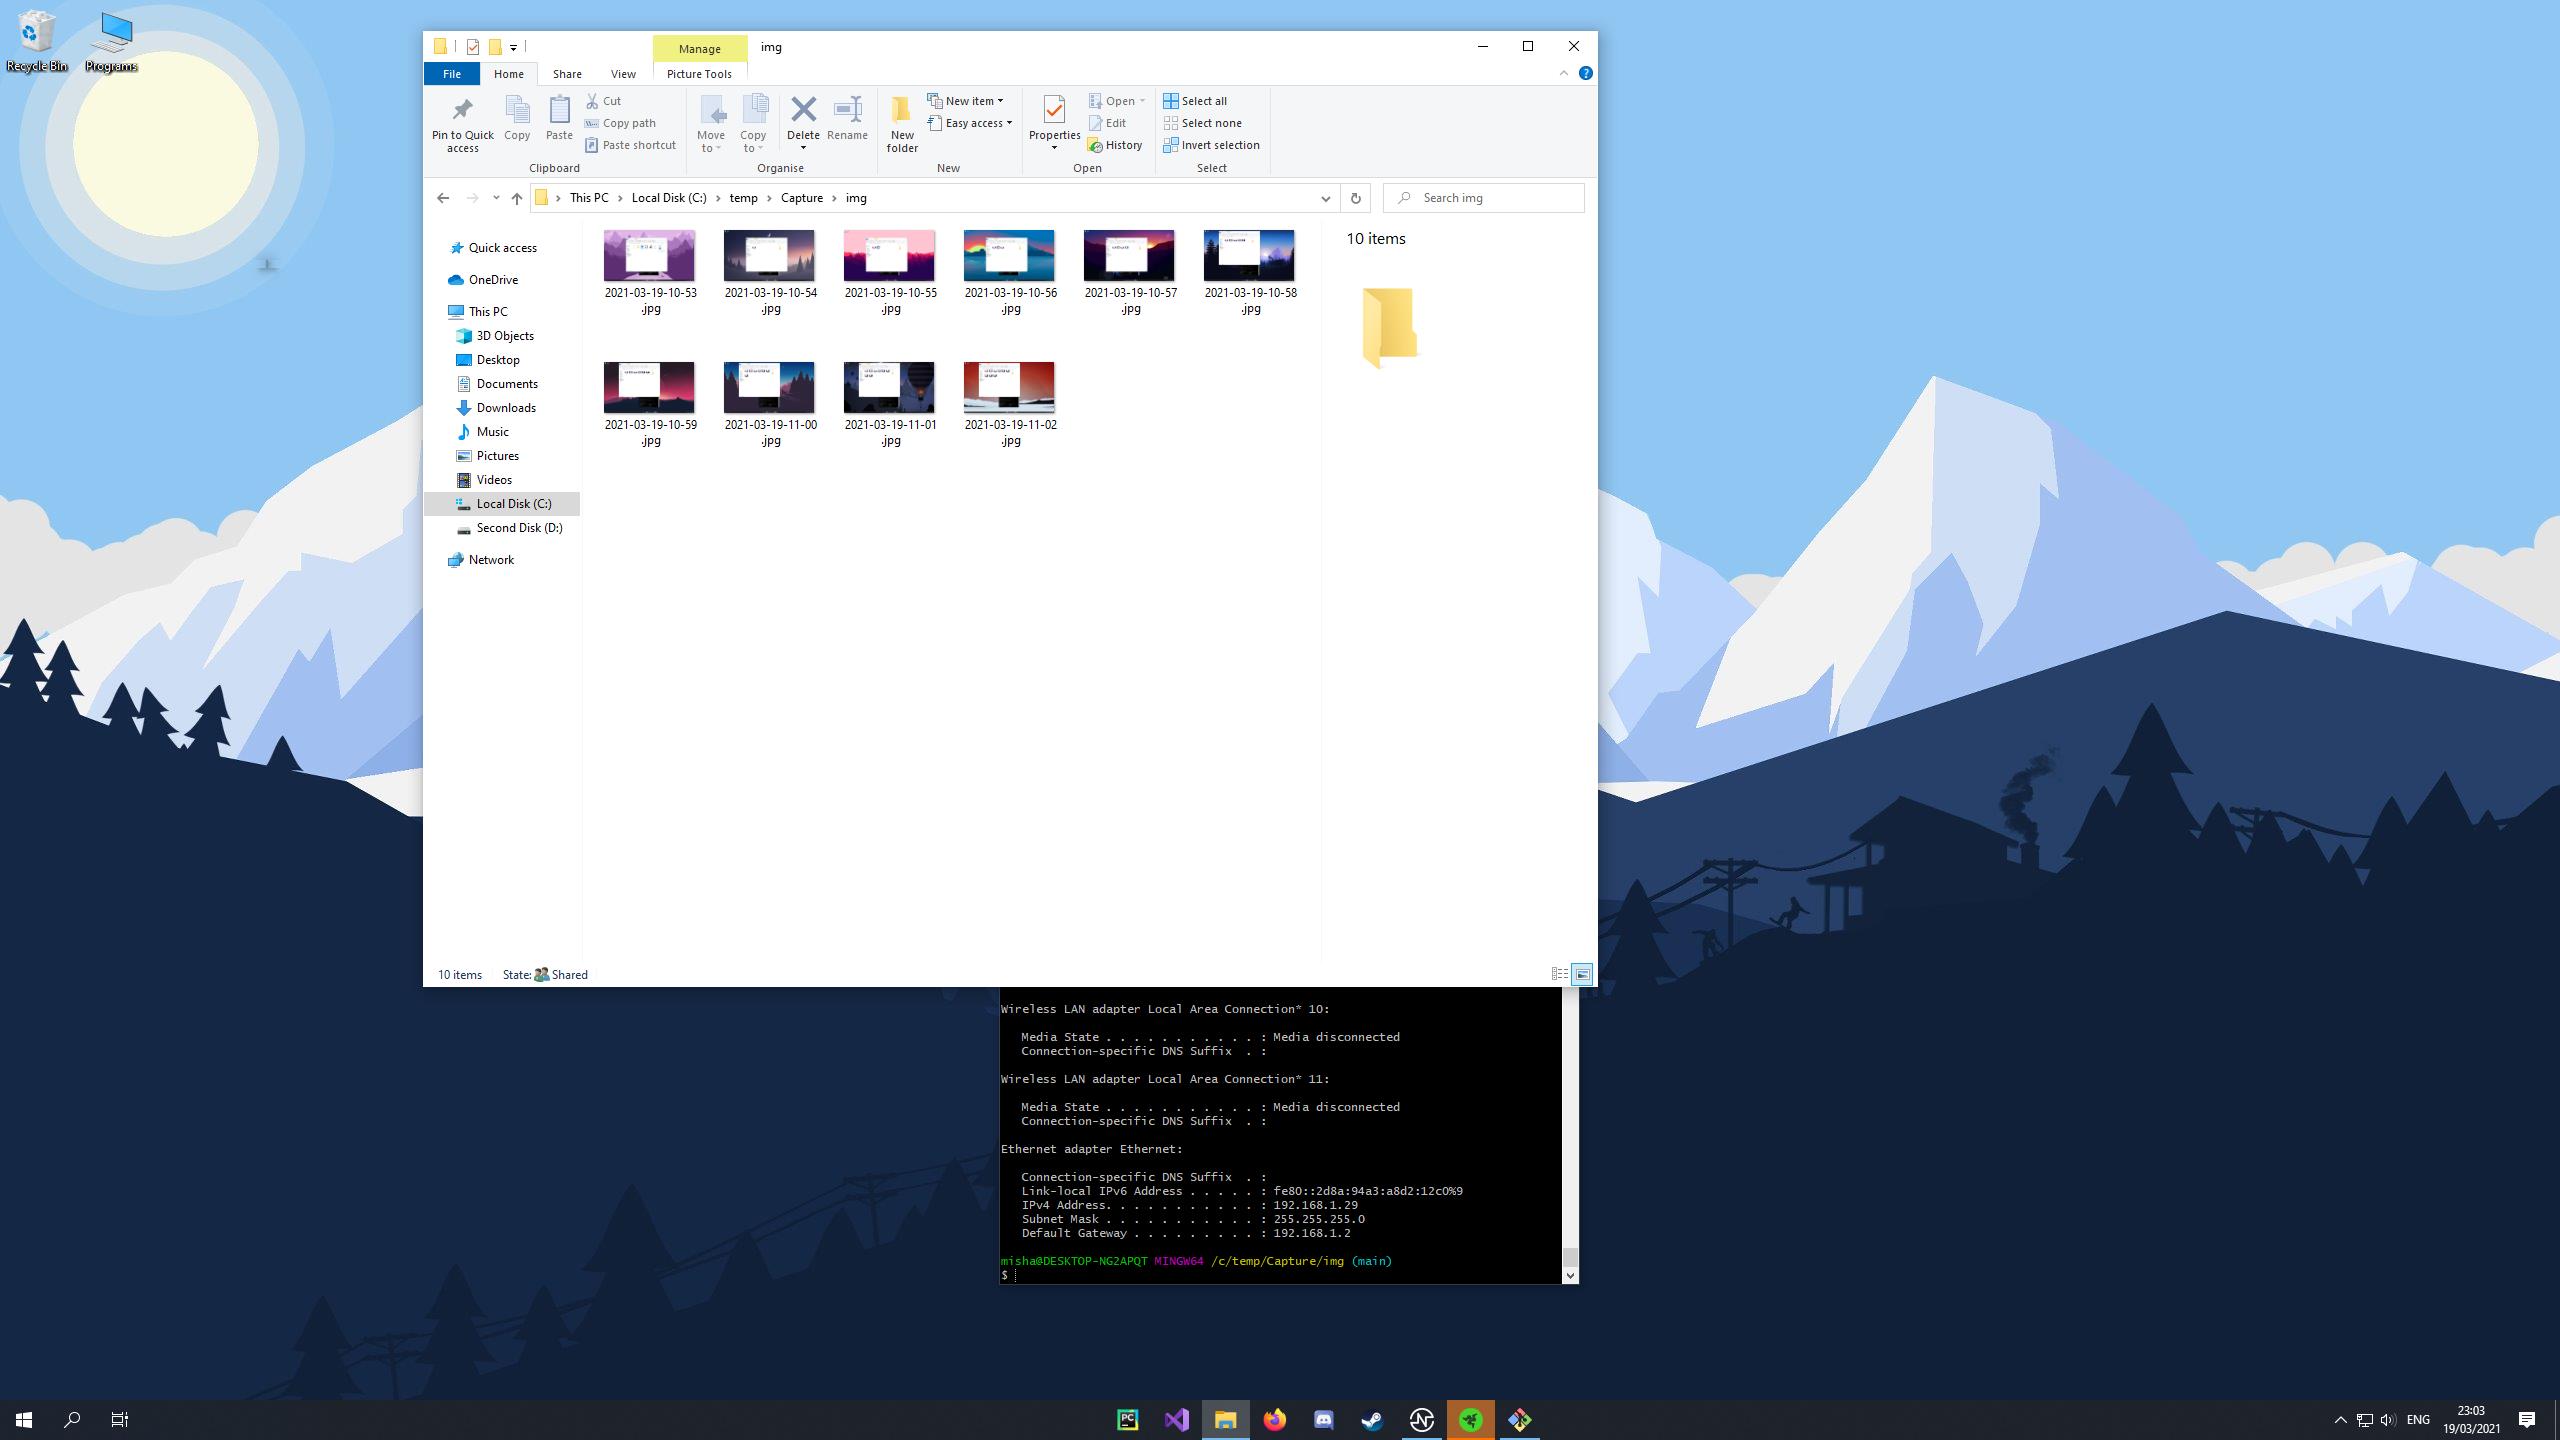 Recycle Bin
Programs
Manage
img
File
Home
Share
View
Picture Tools
Pin to Quick access
Copy
Paste
Cut
Copy path
Paste shortcut
Clipboard
Move to
Copy to
Delete
Rename
Organise
New folder
New item
Easy access
New
Properties
Open
Edit
History
Open
Select all
Select none
Invert selection
Select
This PC > Local Disk (C:) > temp > Capture > img
Search img
Quick access
OneDrive
This PC
3D Objects
Desktop
Documents
Downloads
Music
Pictures
Videos
Local Disk (C:)
Second Disk (D:)
Network
2021-03-19-10-53.jpg
2021-03-19-10-54.jpg
2021-03-19-10-55.jpg
2021-03-19-10-56.jpg
2021-03-19-10-57.jpg
2021-03-19-10-58.jpg
2021-03-19-10-59.jpg
2021-03-19-11-00.jpg
2021-03-19-11-01.jpg
2021-03-19-11-02.jpg
10 items
10 items
State: Shared
Wireless LAN adapter Local Area Connection* 10:
Media State . . . . . . . . . . . : Media disconnected
Connection-specific DNS Suffix  . :
Wireless LAN adapter Local Area Connection* 11:
Media State . . . . . . . . . . . : Media disconnected
Connection-specific DNS Suffix  . :
Ethernet adapter Ethernet:
Connection-specific DNS Suffix  . :
Link-local IPv6 Address . . . . . : fe80::2d8a:94a3:a8d2:12c0%9
IPv4 Address. . . . . . . . . . . : 192.168.1.29
Subnet Mask . . . . . . . . . . . : 255.255.255.0
Default Gateway . . . . . . . . . : 192.168.1.2
misha@DESKTOP-NG2APQT MINGW64 /c/temp/Capture/img (main)
$
PC
ENG
23:03
19/03/2021